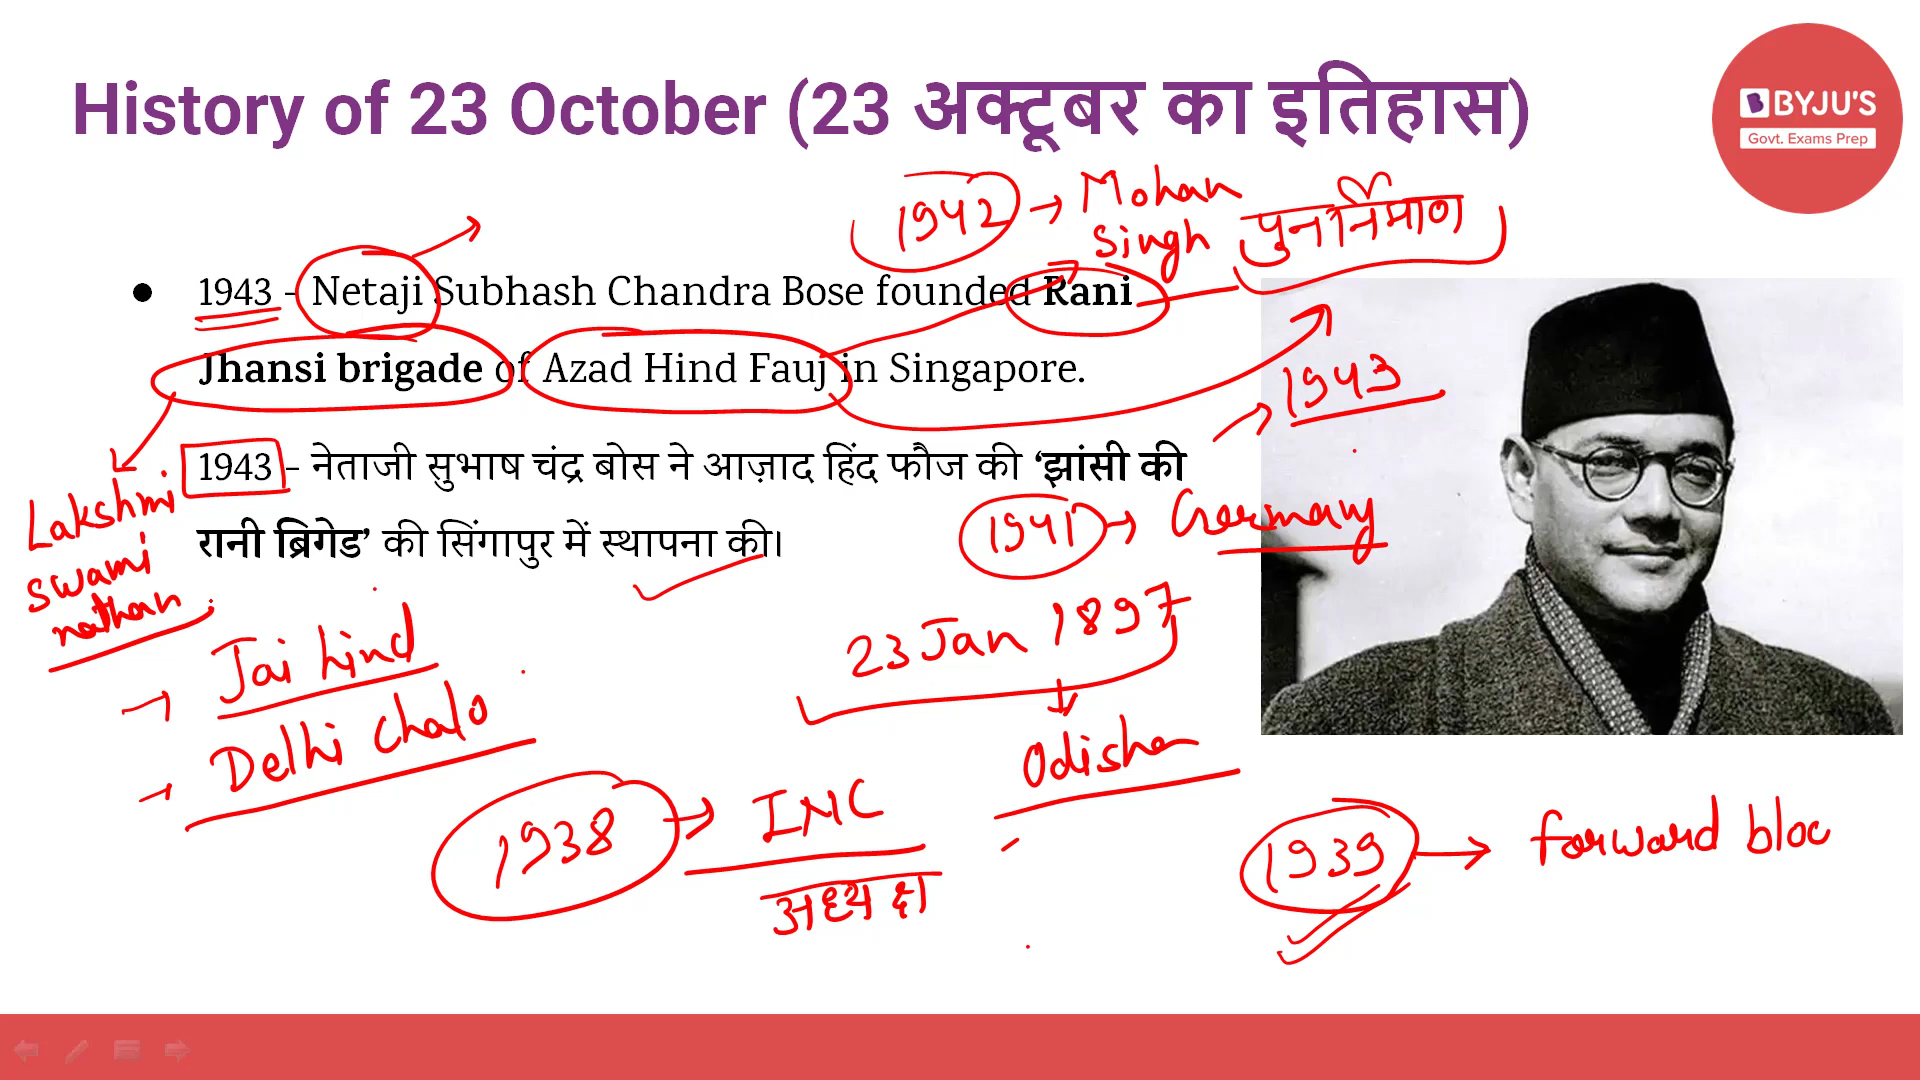 History of 23 October (23 अक्टूबर का इतिहास)
BYJU'S
Govt. Exams Prep
1942 → Mohan
Singh पुनर्निमाण
● 1943 - Netaji Subhash Chandra Bose founded Rani
Jhansi brigade of Azad Hind Fauj in Singapore.
→ 1943
1943 - नेताजी सुभाष चंद्र बोस ने आज़ाद हिंद फौज की ‘झांसी की
रानी ब्रिगेड’ की सिंगापुर में स्थापना की।
Lakshmi
swami
nathan
1941 → Germany
23 Jan 1897
Odisha
→ Jai hind
→ Delhi chalo
1938 → INC
अध्यक्ष
1939 → forward bloc